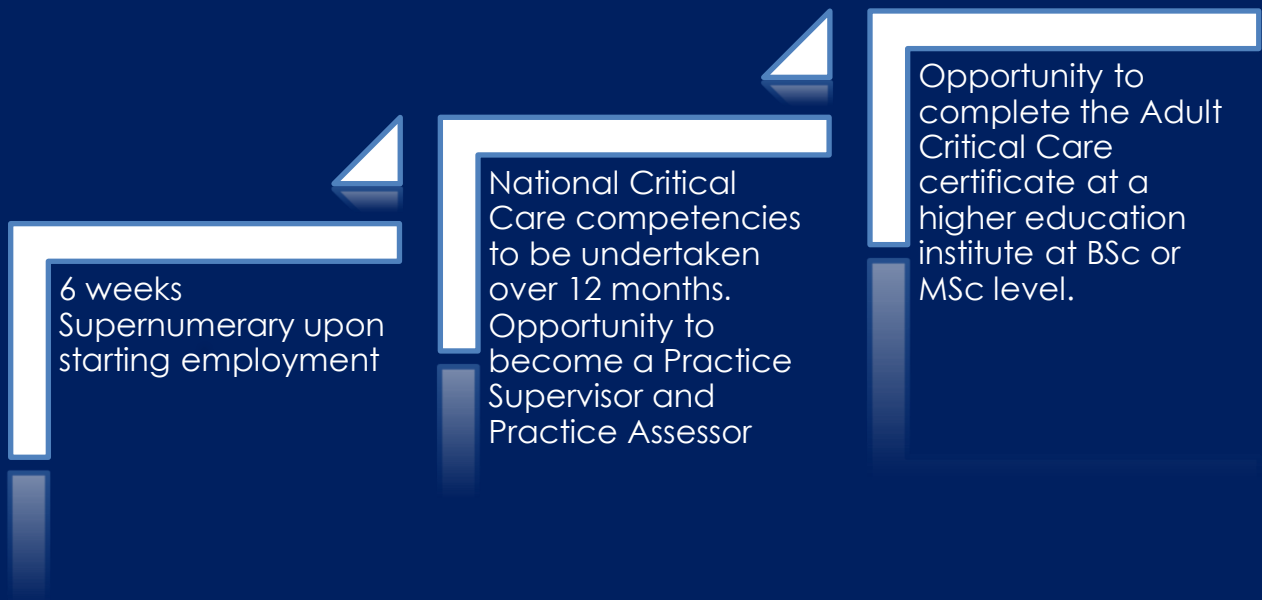 6 weeks
Supernumerary upon
starting employment
National Critical
Care competencies
to be undertaken
over 12 months.
Opportunity to
become a Practice
Supervisor and
Practice Assessor
Opportunity to
complete the Adult
Critical Care
certificate at a
higher education
institute at BSc or
MSc level.